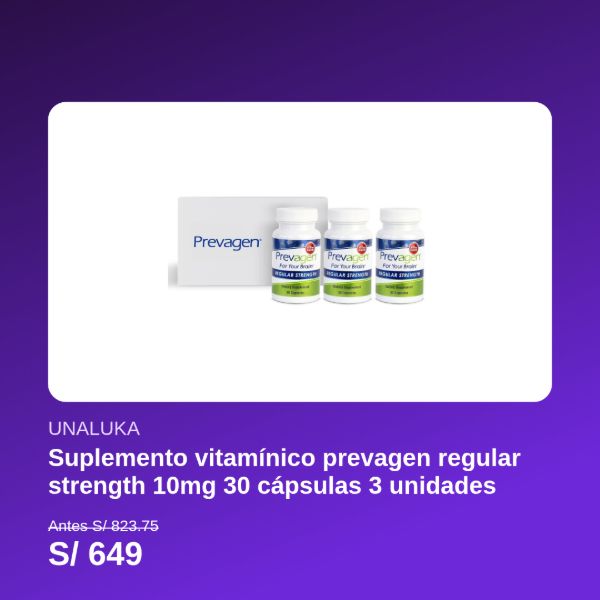 Prevagen
Prevagen Prevagen Prevagen
For Your Brain For Your Brain For Your Brain
REGULAR STRENGTH REGULAR STRENGTH REGULAR STRENGTH
UNALUKA
Suplemento vitamínico prevagen regular
strength 10mg 30 cápsulas 3 unidades
Antes S/ 823.75
S/ 649